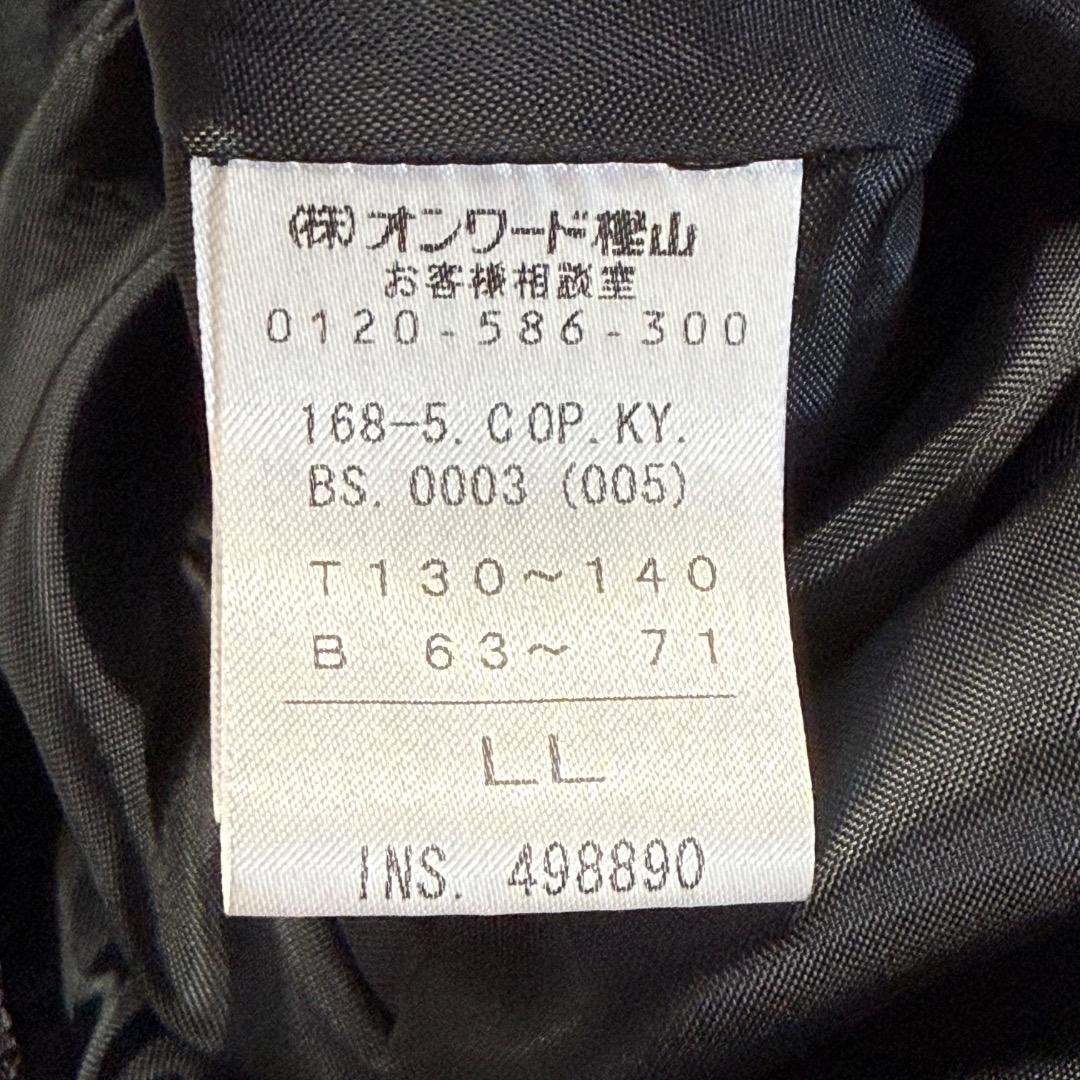 (株)オンワード樫山
お客様相談室
0120-586-300
168-5. COP. KY.
BS. 0003 (005)
T130~140
B 63~ 71
LL
INS. 498890